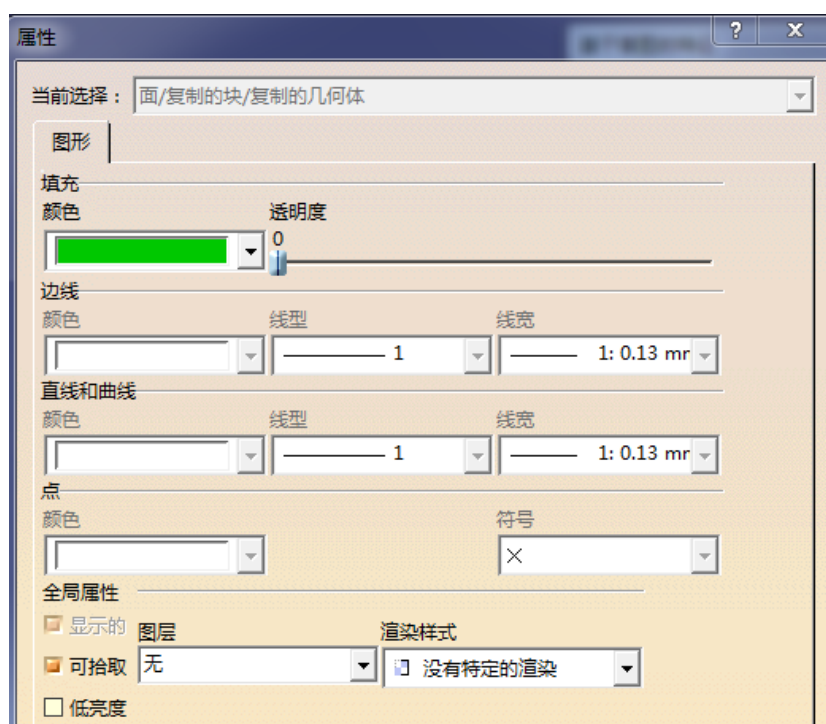 属性
?
X
当前选择： 面/复制的块/复制的几何体
图形
填充
颜色 透明度
0
边线
颜色 线型 线宽
1 1: 0.13 mr
直线和曲线
颜色 线型 线宽
1 1: 0.13 mr
点
颜色 符号
全局属性
显示的 图层 渲染样式
可拾取 无 没有特定的渲染
低亮度